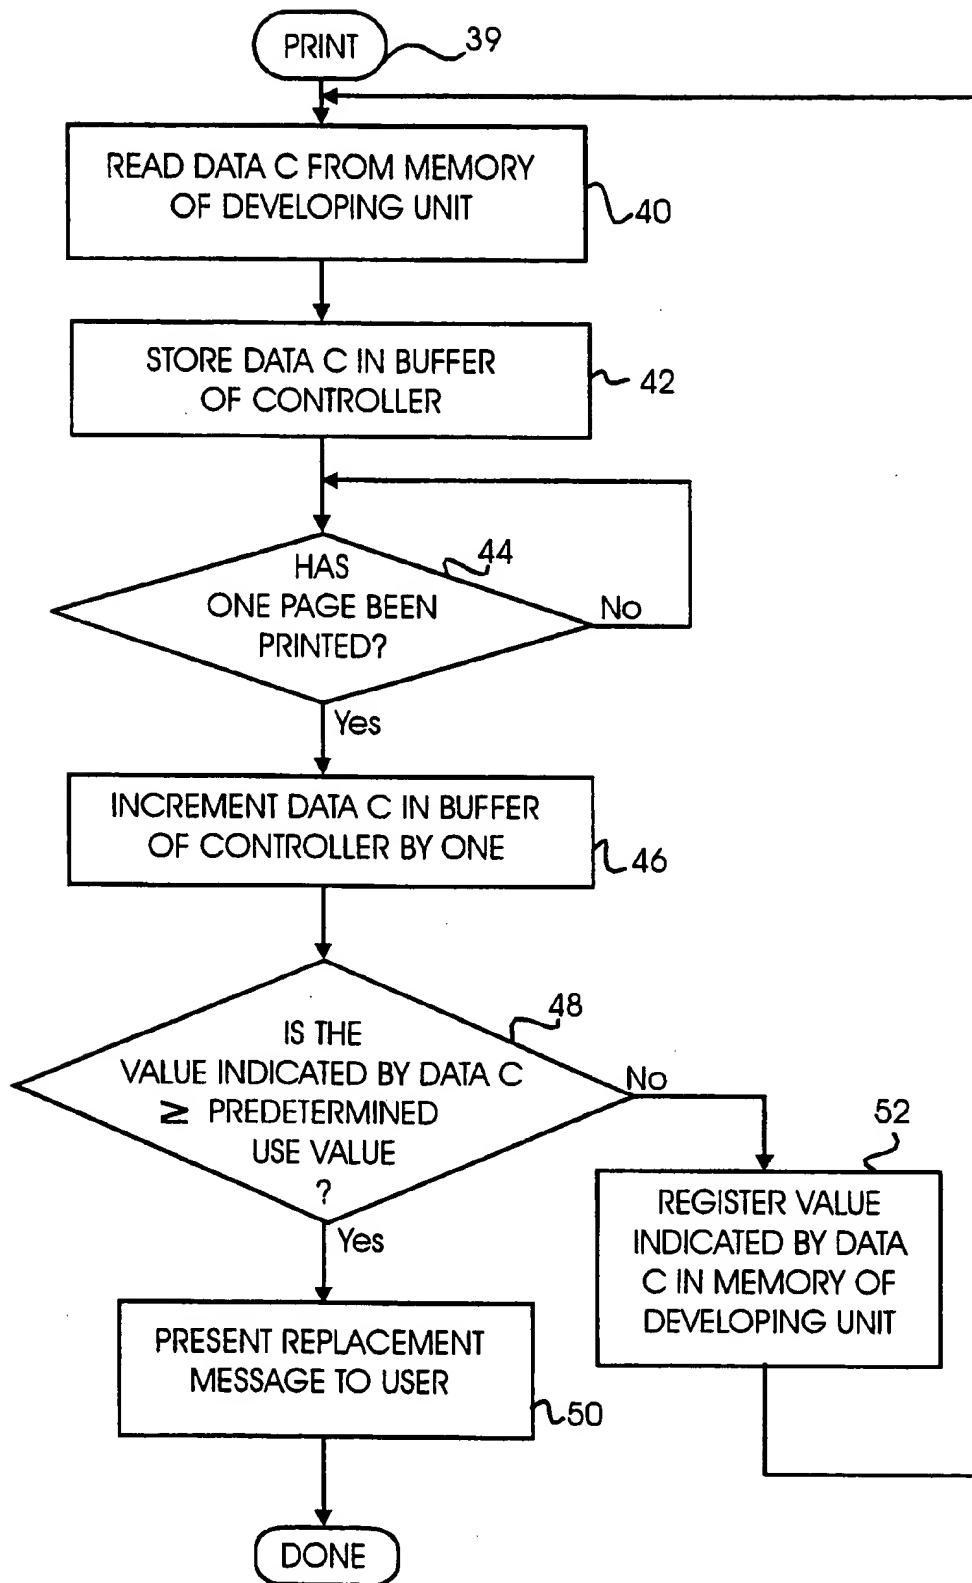 PRINT
39
READ DATA C FROM MEMORY
OF DEVELOPING UNIT
40
STORE DATA C IN BUFFER
OF CONTROLLER
42
44
HAS
ONE PAGE BEEN
PRINTED?
No
Yes
INCREMENT DATA C IN BUFFER
OF CONTROLLER BY ONE
46
48
IS THE
VALUE INDICATED BY DATA C
≥ PREDETERMINED
USE VALUE
?
No
Yes
52
REGISTER VALUE
INDICATED BY DATA
C IN MEMORY OF
DEVELOPING UNIT
PRESENT REPLACEMENT
MESSAGE TO USER
50
DONE